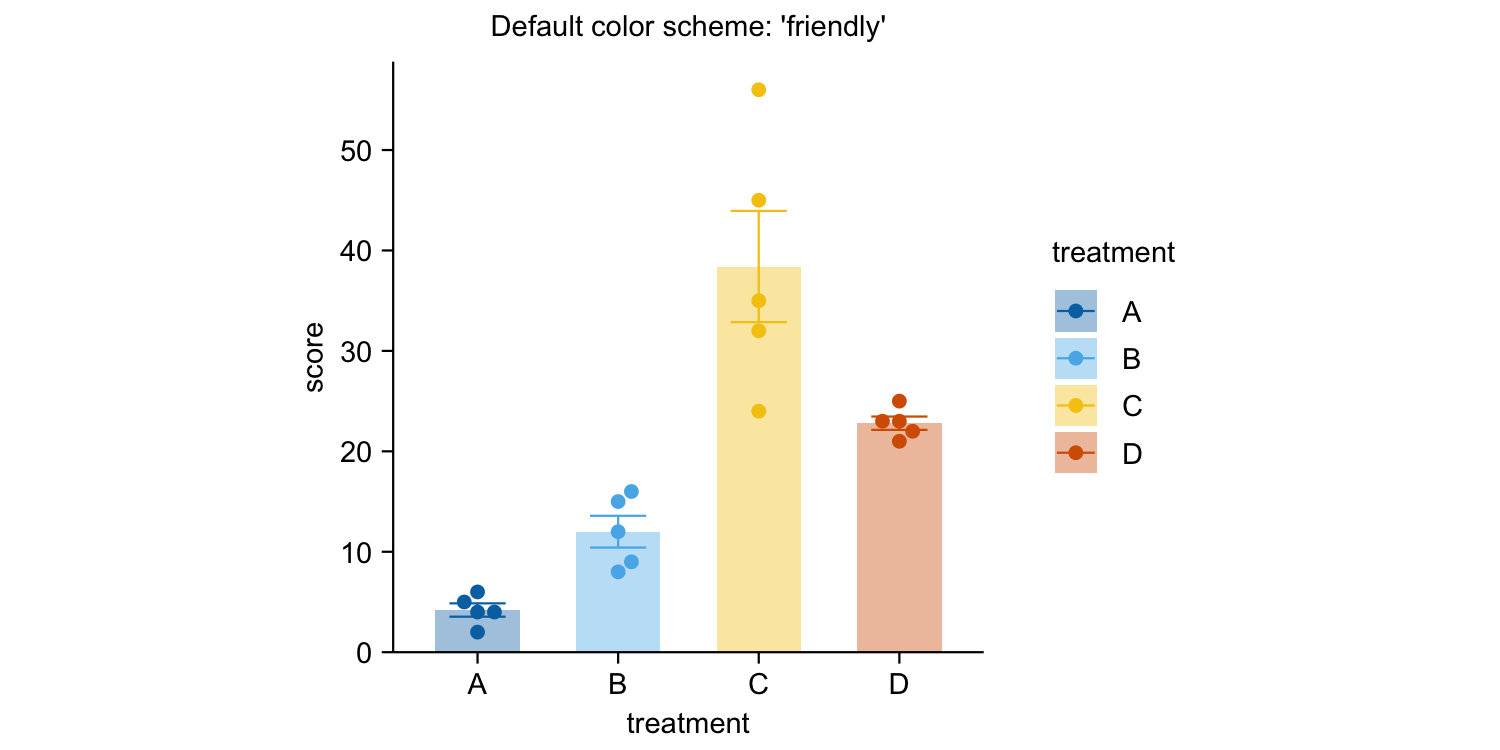 Default color scheme: 'friendly'
50
40
30
20
10
0
score
A
B
C
D
treatment
treatment
A
B
C
D